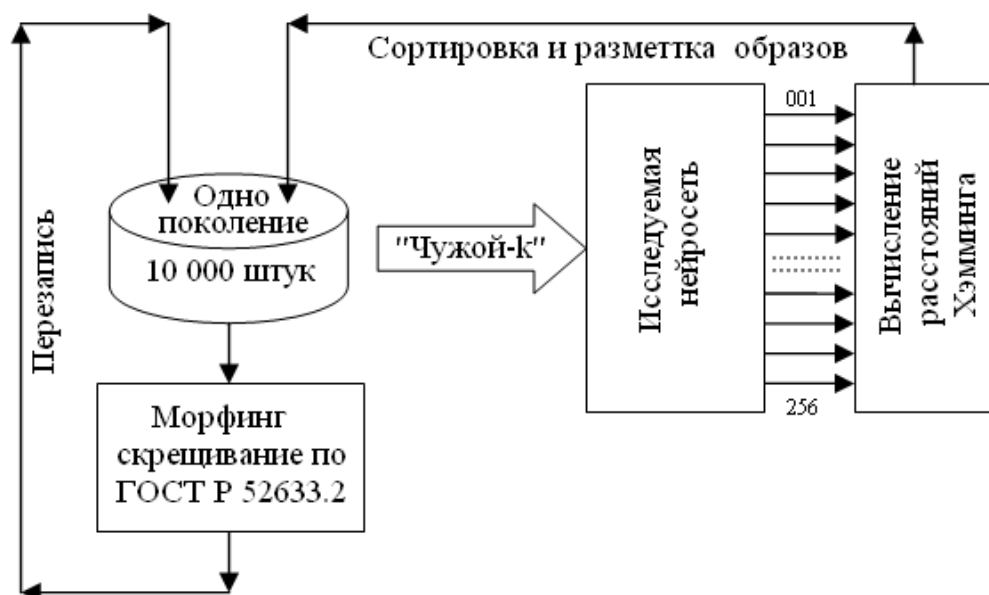 Сортировка и разметтка образов
Перезапись
Одно
поколение
10 000 штук
"Чужой-k"
Исследуемая
нейросеть
001
256
Вычисление
расстояний
Хэмминга
Морфинг
скрещивание по
ГОСТ Р 52633.2